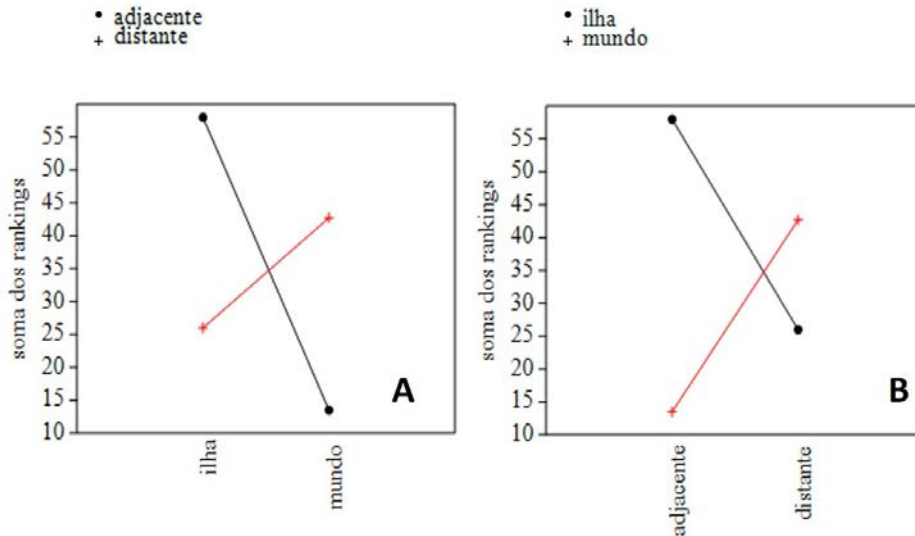 • adjacente
+ distante
soma dos rankings
55
50
45
40
35
30
25
20
15
10
A
ilha
mundo
• ilha
+ mundo
soma dos rankings
55
50
45
40
35
30
25
20
15
10
B
adjacente
distante